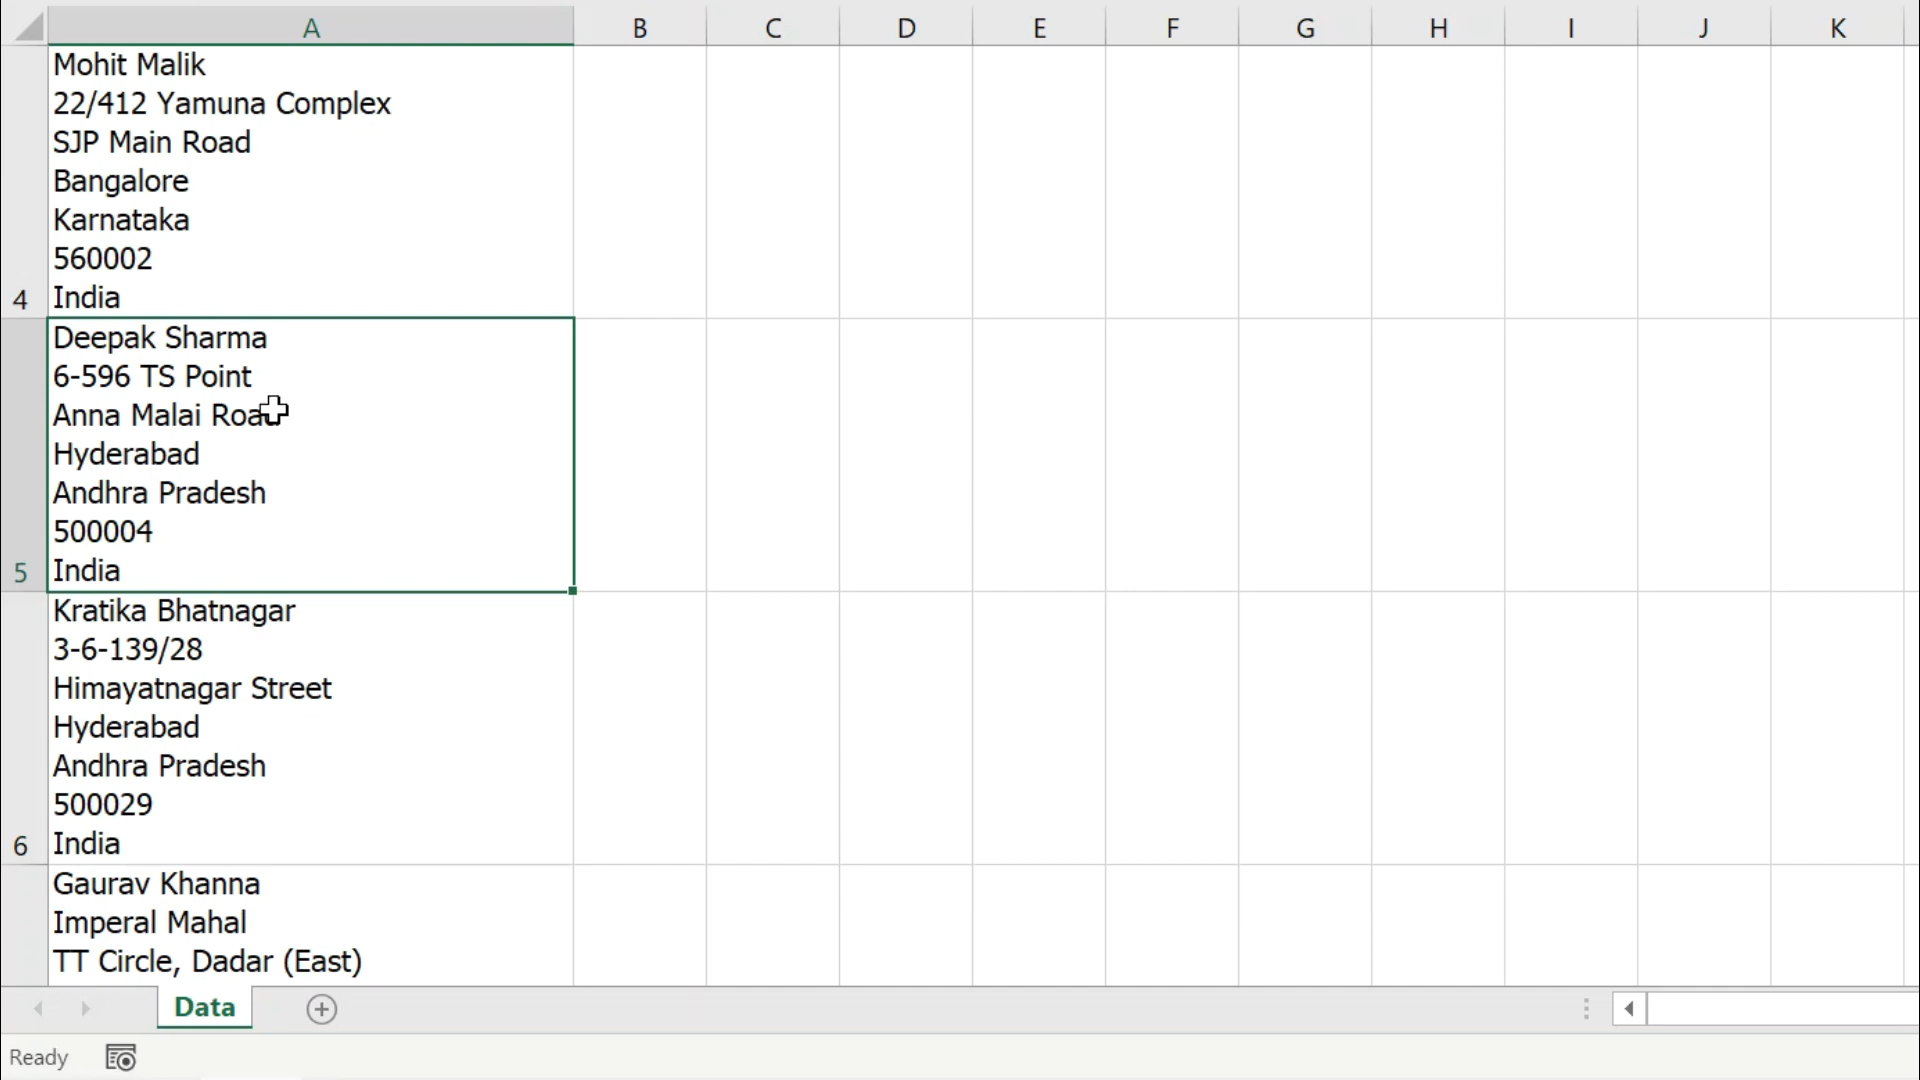 A B C D E F G H I J K
Mohit Malik
22/412 Yamuna Complex
SJP Main Road
Bangalore
Karnataka
560002
4 India
Deepak Sharma
6-596 TS Point
Anna Malai Road
Hyderabad
Andhra Pradesh
500004
5 India
Kratika Bhatnagar
3-6-139/28
Himayatnagar Street
Hyderabad
Andhra Pradesh
500029
6 India
Gaurav Khanna
Imperal Mahal
TT Circle, Dadar (East)
Data
Ready